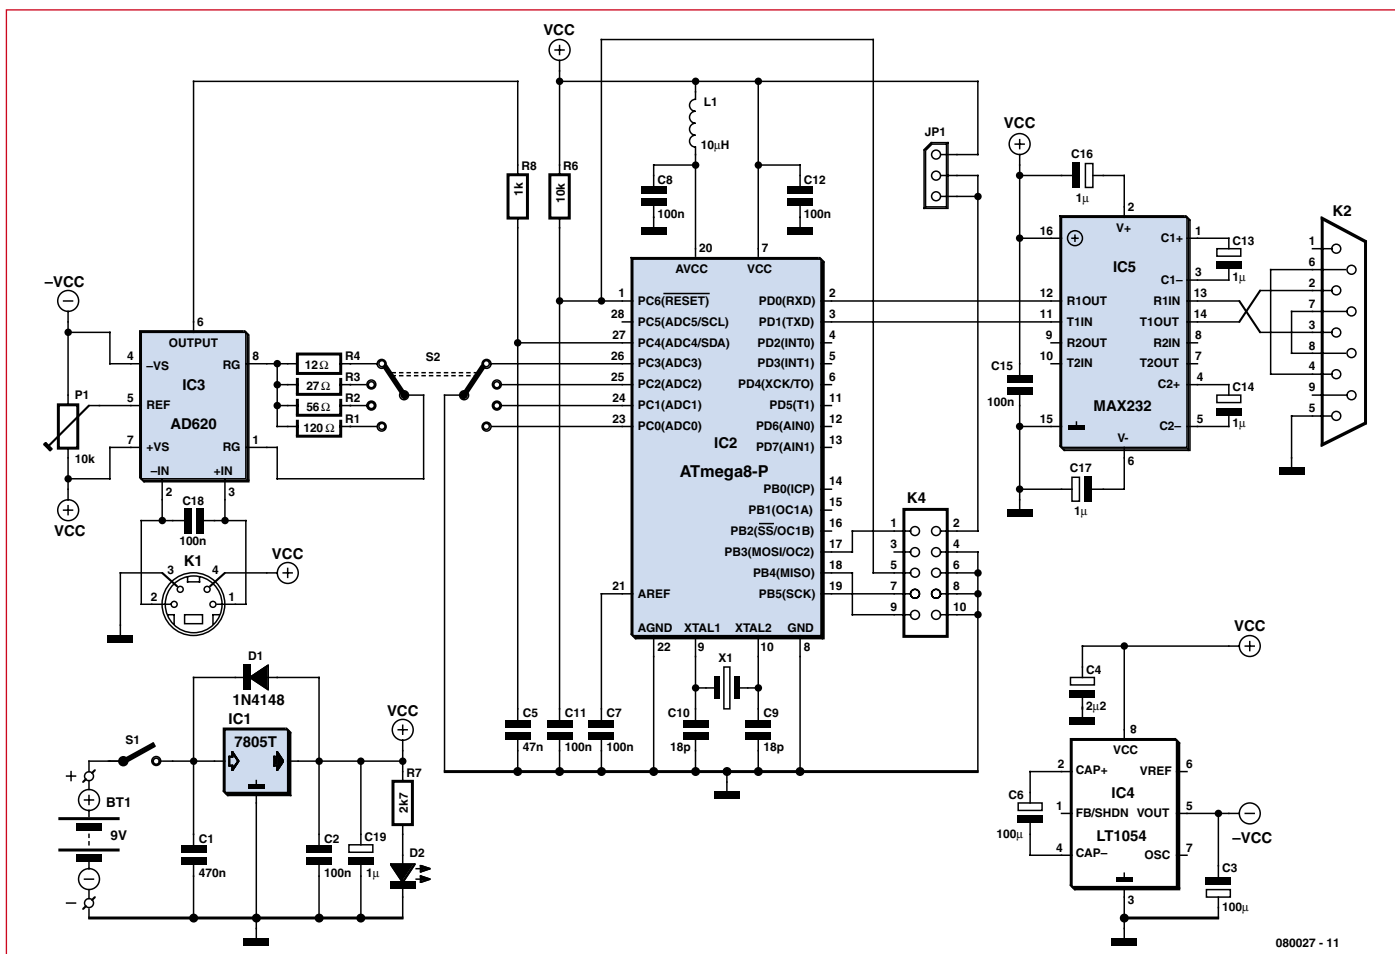 VCC
L1
10µH
JP1
VCC
C16
1µ
R8
1k
R6
10k
C8
100n
C12
100n
K2
–VCC
6
OUTPUT
4
–VS
RG
8
IC3
5
REF
AD620
7
+VS
RG
1
–IN
+IN
2
3
P1
10k
VCC
C18
100n
K1
3
4
2
1
VCC
12Ω
R4
27Ω
R3
56Ω
R2
120Ω
R1
S2
20
7
AVCC
VCC
1
PC6(RESET)
PD0(RXD)
2
28
PC5(ADC5/SCL)
PD1(TXD)
3
27
PC4(ADC4/SDA)
PD2(INT0)
4
26
PC3(ADC3)
PD3(INT1)
5
25
PC2(ADC2)
PD4(XCK/TO)
6
24
PC1(ADC1)
PD5(T1)
11
23
PC0(ADC0)
PD6(AIN0)
12
IC2
PD7(AIN1)
13
ATmega8-P
PB0(ICP)
14
PB1(OC1A)
15
PB2(SS/OC1B)
16
PB3(MOSI/OC2)
17
PB4(MISO)
18
21
AREF
PB5(SCK)
19
AGND
XTAL1
XTAL2
GND
22
9
10
8
X1
C10
18p
C9
18p
C5
47n
C11
100n
C7
100n
K4
1
2
3
4
5
6
7
8
9
10
2
V+
16
C1+
1
IC5
C1–
3
12
R1OUT
R1IN
13
11
T1IN
T1OUT
14
9
R2OUT
R2IN
8
10
T2IN
T2OUT
7
C2+
4
MAX232
15
C2–
5
V-
6
C13
1µ
C14
1µ
C15
100n
C17
1µ
1
6
2
7
3
8
4
9
5
D1
1N4148
IC1
7805T
VCC
S1
+
BT1
9V
–
C1
470n
C2
100n
C19
1µ
R7
2k7
D2
VCC
C4
2µ2
8
VCC
2
CAP+
VREF
6
IC4
1
FB/SHDN
VOUT
5
LT1054
4
CAP–
OSC
7
3
C6
100µ
–VCC
C3
100µ
080027 - 11